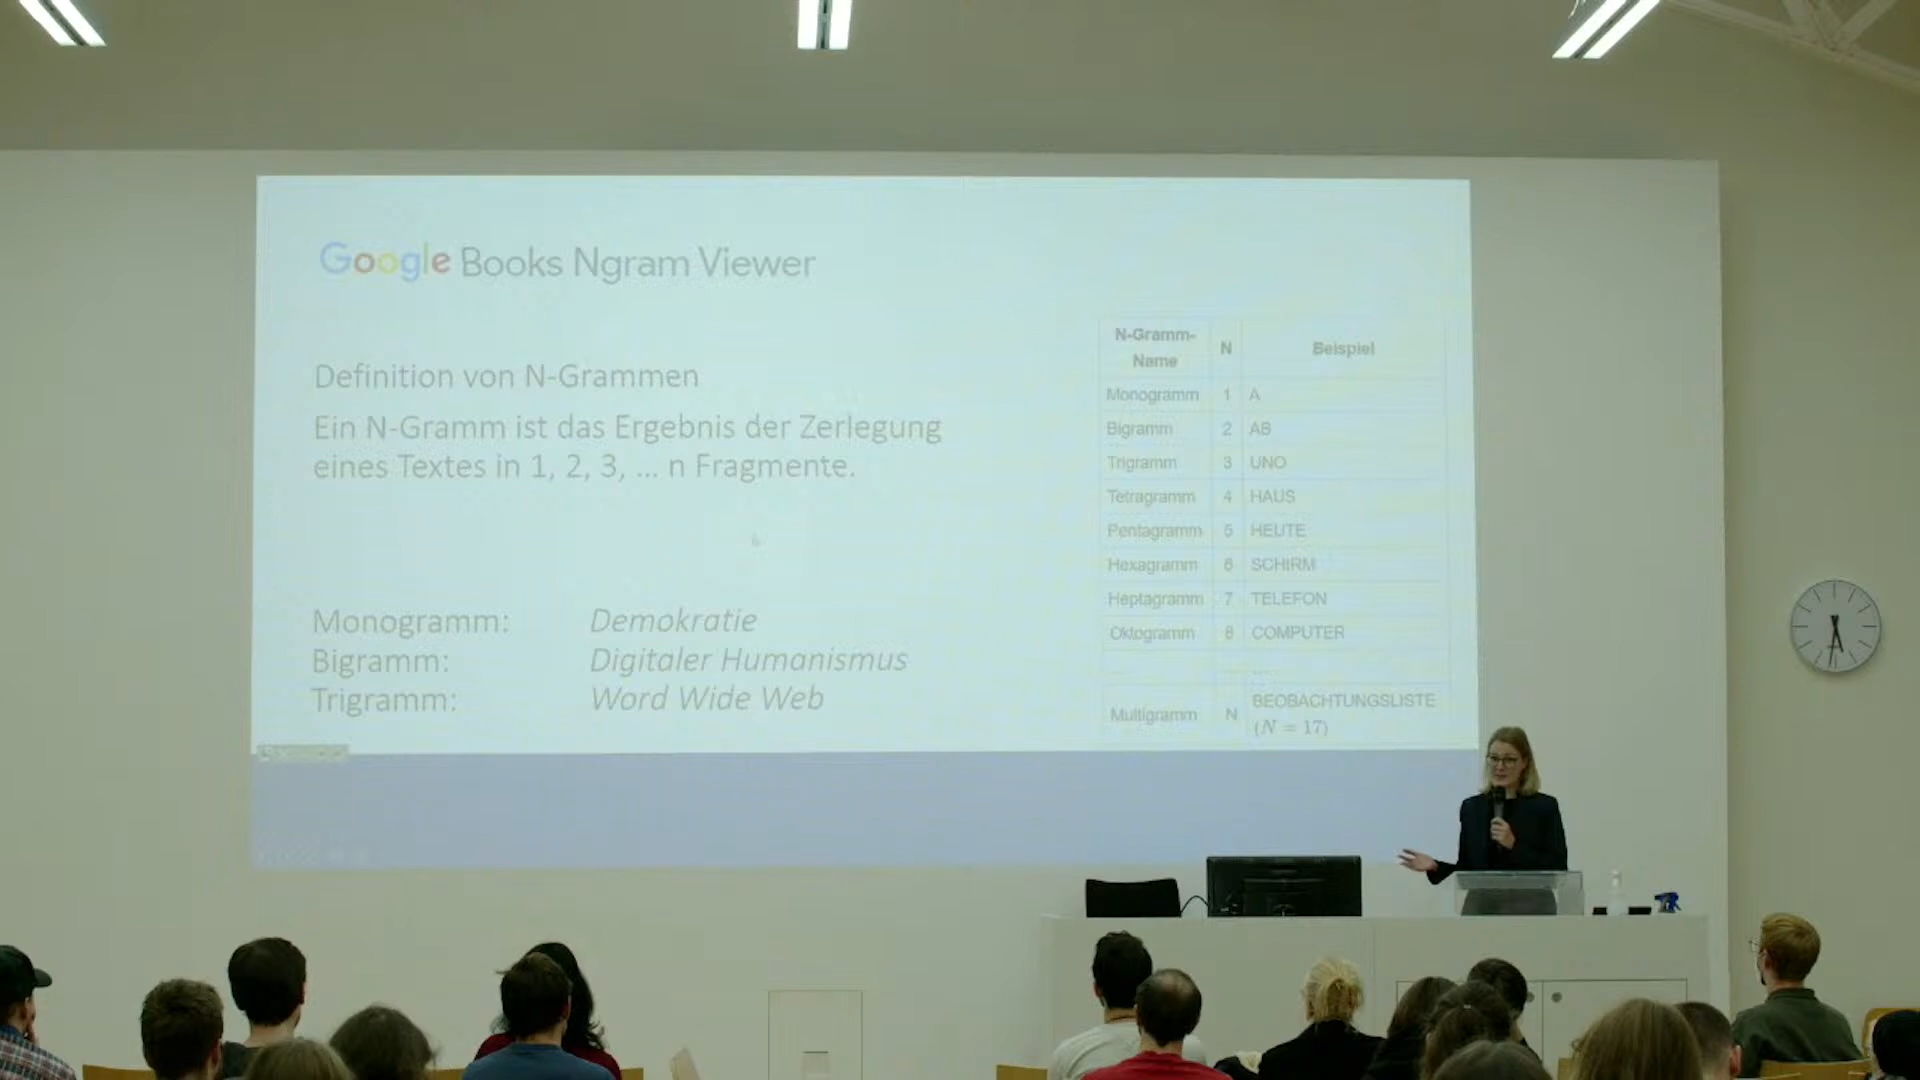 Google Books Ngram Viewer
Definition von N-Grammen
Ein N-Gramm ist das Ergebnis der Zerlegung
eines Textes in 1, 2, 3, ... n Fragmente.
Monogramm: Demokratie
Bigramm: Digitaler Humanismus
Trigramm: Word Wide Web
N-Gramm-
Name N Beispiel
Monogramm 1 A
Bigramm 2 AB
Trigramm 3 UNO
Tetragramm 4 HAUS
Pentagramm 5 HEUTE
Hexagramm 6 SCHIRM
Heptagramm 7 TELEFON
Oktogramm 8 COMPUTER
... ...
Multigramm N BEOBACHTUNGSLISTE
(N = 17)